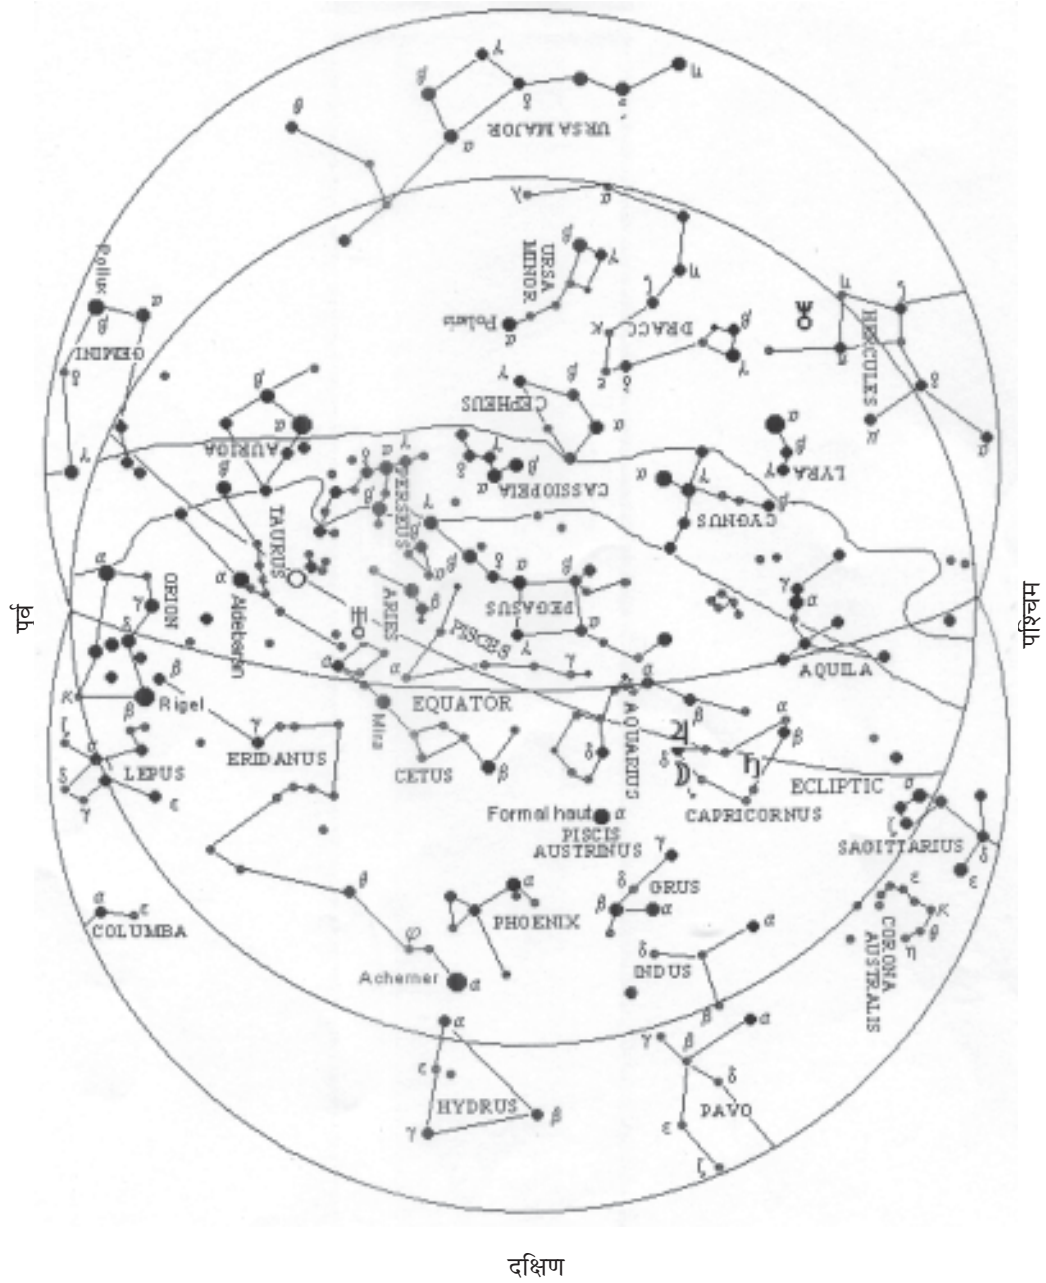 γ
β
δ
ε
η
URSA MAJOR
α
θ
γ
α
β
γ
URSA
MINOR
η
ζ
Polaris
α
κ
DRACO
β
γ
ε
δ
Pollux
β
α
GEMINI
δ
γ
η
ζ
HERCULES
α
δ
μ
α
γ
β
CEPHEUS
α
β
α
AURIGA
β
γ
δ
α
PERSEUS
β
δ
β
α
CASSIOPEIA
α
β
γ
LYRA
α
γ
CYGNUS
β
TAURUS
α
Aldebaran
γ
β
α
β
PEGASUS
γ
α
ARIES
β
PISCES
α
γ
γ
α
AQUILA
पूर्व
पश्चिम
α
ORION
γ
δ
β
κ
β
Rigel
α
EQUATOR
Mira
α
β
AQUARIUS
δ
δ
α
β
ECLIPTIC
CAPRICORNUS
ζ
α
δ
LEPUS
γ
ε
γ
ERIDANUS
CETUS
β
Formal haut
α
PISCIS
AUSTRINUS
σ
ζ
SAGITTARIUS
δ
ε
γ
δ
GRUS
β
α
θ
α
PHOENIX
α
ε
COLUMBA
ε
κ
θ
η
CORONA
AUSTRALIS
φ
Acherner
α
α
δ
INDUS
β
α
ε
HYDRUS
γ
β
α
γ
β
δ
PAVO
ε
ζ
दक्षिण